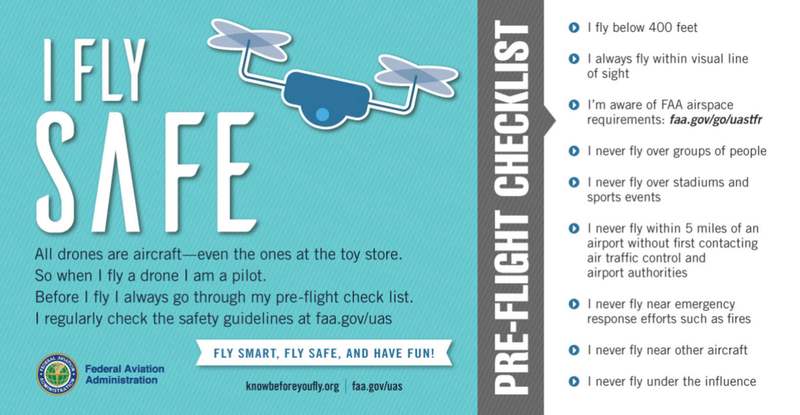 I FLY
SAFE
All drones are aircraft—even the ones at the toy store.
So when I fly a drone I am a pilot.
Before I fly I always go through my pre-flight check list.
I regularly check the safety guidelines at faa.gov/uas
FLY SMART, FLY SAFE, AND HAVE FUN!
FEDERAL AVIATION
ADMINISTRATION
Federal Aviation
Administration
knowbeforeyoufly.org | faa.gov/uas
PRE-FLIGHT CHECKLIST
I fly below 400 feet
I always fly within visual line
of sight
I'm aware of FAA airspace
requirements: faa.gov/go/uastfr
I never fly over groups of people
I never fly over stadiums and
sports events
I never fly within 5 miles of an
airport without first contacting
air traffic control and
airport authorities
I never fly near emergency
response efforts such as fires
I never fly near other aircraft
I never fly under the influence